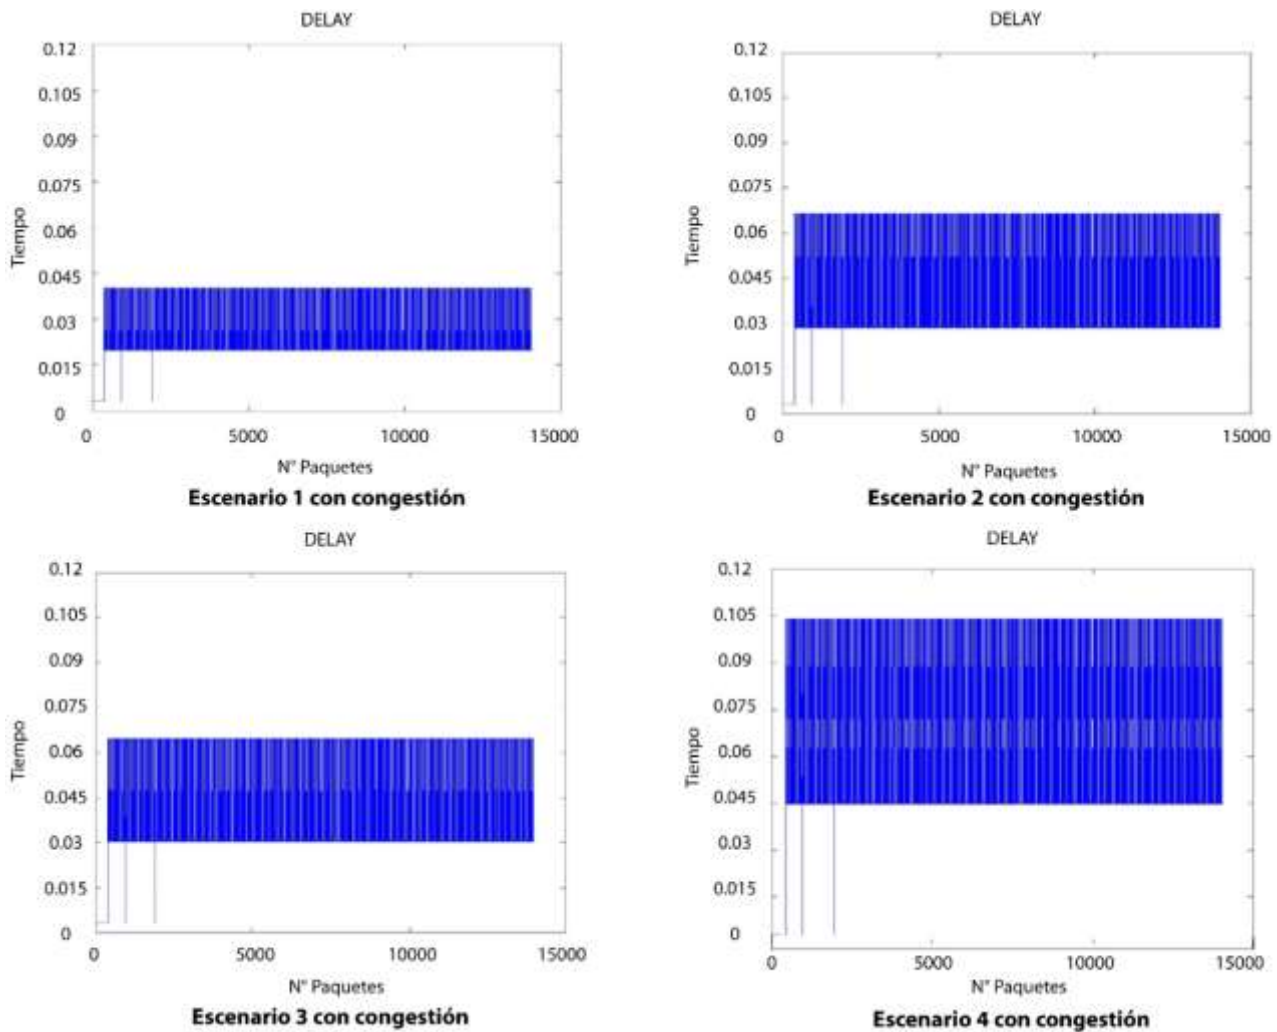 DELAY
0.12
0.105
0.09
0.075
0.06
0.045
0.03
0.015
0
Tiempo
0 5000 10000 15000
N° Paquetes
Escenario 1 con congestión
DELAY
0.12
0.105
0.09
0.075
0.06
0.045
0.03
0.015
0
Tiempo
0 5000 10000 15000
N° Paquetes
Escenario 2 con congestión
DELAY
0.12
0.105
0.09
0.075
0.06
0.045
0.03
0.015
0
Tiempo
0 5000 10000 15000
N° Paquetes
Escenario 3 con congestión
DELAY
0.12
0.105
0.09
0.075
0.06
0.045
0.03
0.015
0
Tiempo
0 5000 10000 15000
N° Paquetes
Escenario 4 con congestión